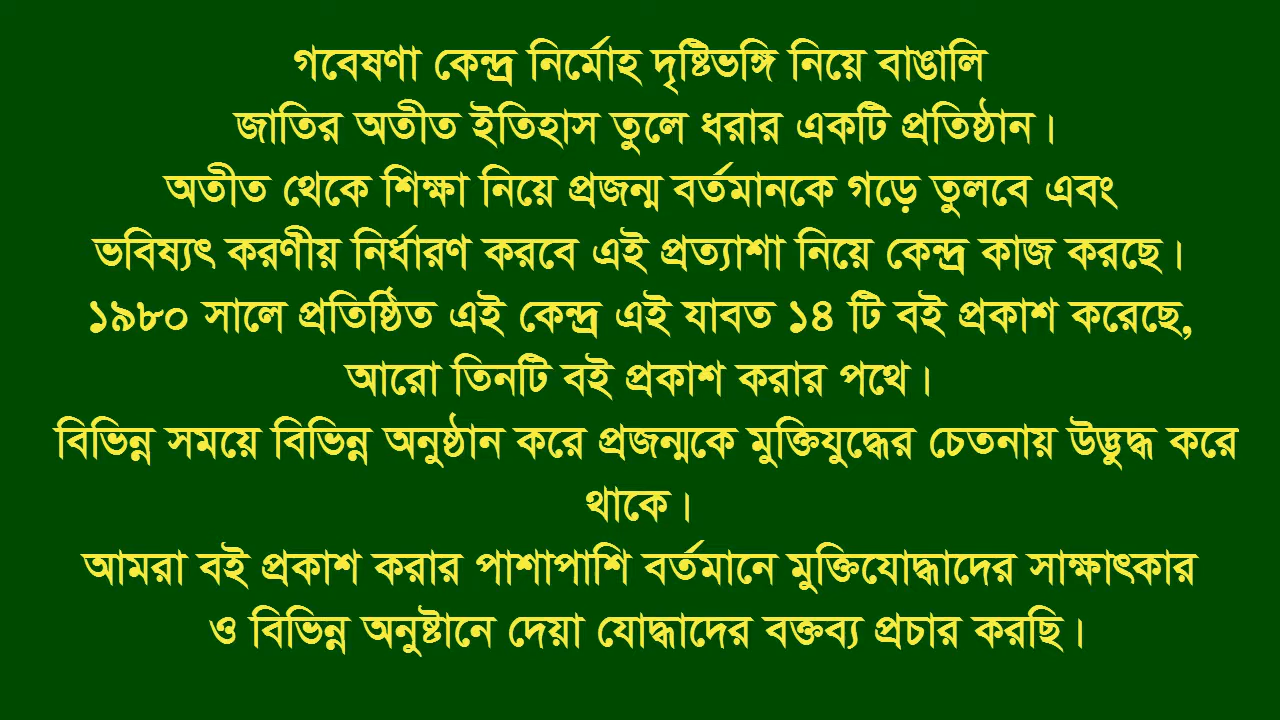 গবেষণা কেন্দ্র নির্মোহ দৃষ্টিভঙ্গি নিয়ে বাঙালি
জাতির অতীত ইতিহাস তুলে ধরার একটি প্রতিষ্ঠান।
অতীত থেকে শিক্ষা নিয়ে প্রজন্ম বর্তমানকে গড়ে তুলবে এবং
ভবিষ্যৎ করণীয় নির্ধারণ করবে এই প্রত্যাশা নিয়ে কেন্দ্র কাজ করছে।
১৯৮০ সালে প্রতিষ্ঠিত এই কেন্দ্র এই যাবত ১৪ টি বই প্রকাশ করেছে,
আরো তিনটি বই প্রকাশ করার পথে।
বিভিন্ন সময়ে বিভিন্ন অনুষ্ঠান করে প্রজন্মকে মুক্তিযুদ্ধের চেতনায় উদ্ভুদ্ধ করে
থাকে।
আমরা বই প্রকাশ করার পাশাপাশি বর্তমানে মুক্তিযোদ্ধাদের সাক্ষাৎকার
ও বিভিন্ন অনুষ্টানে দেয়া যোদ্ধাদের বক্তব্য প্রচার করছি।